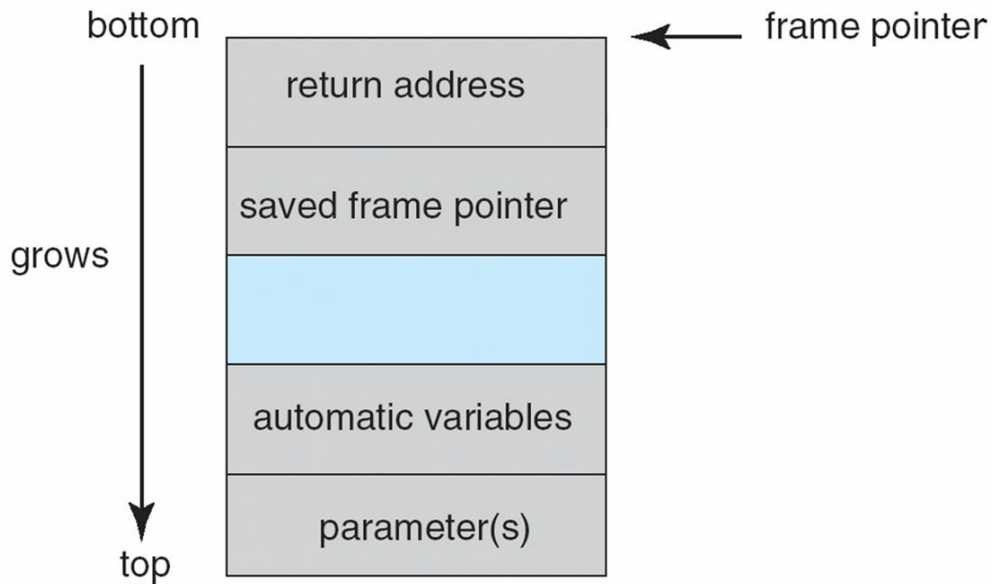 bottom
frame pointer
return address
saved frame pointer
grows
automatic variables
parameter(s)
top